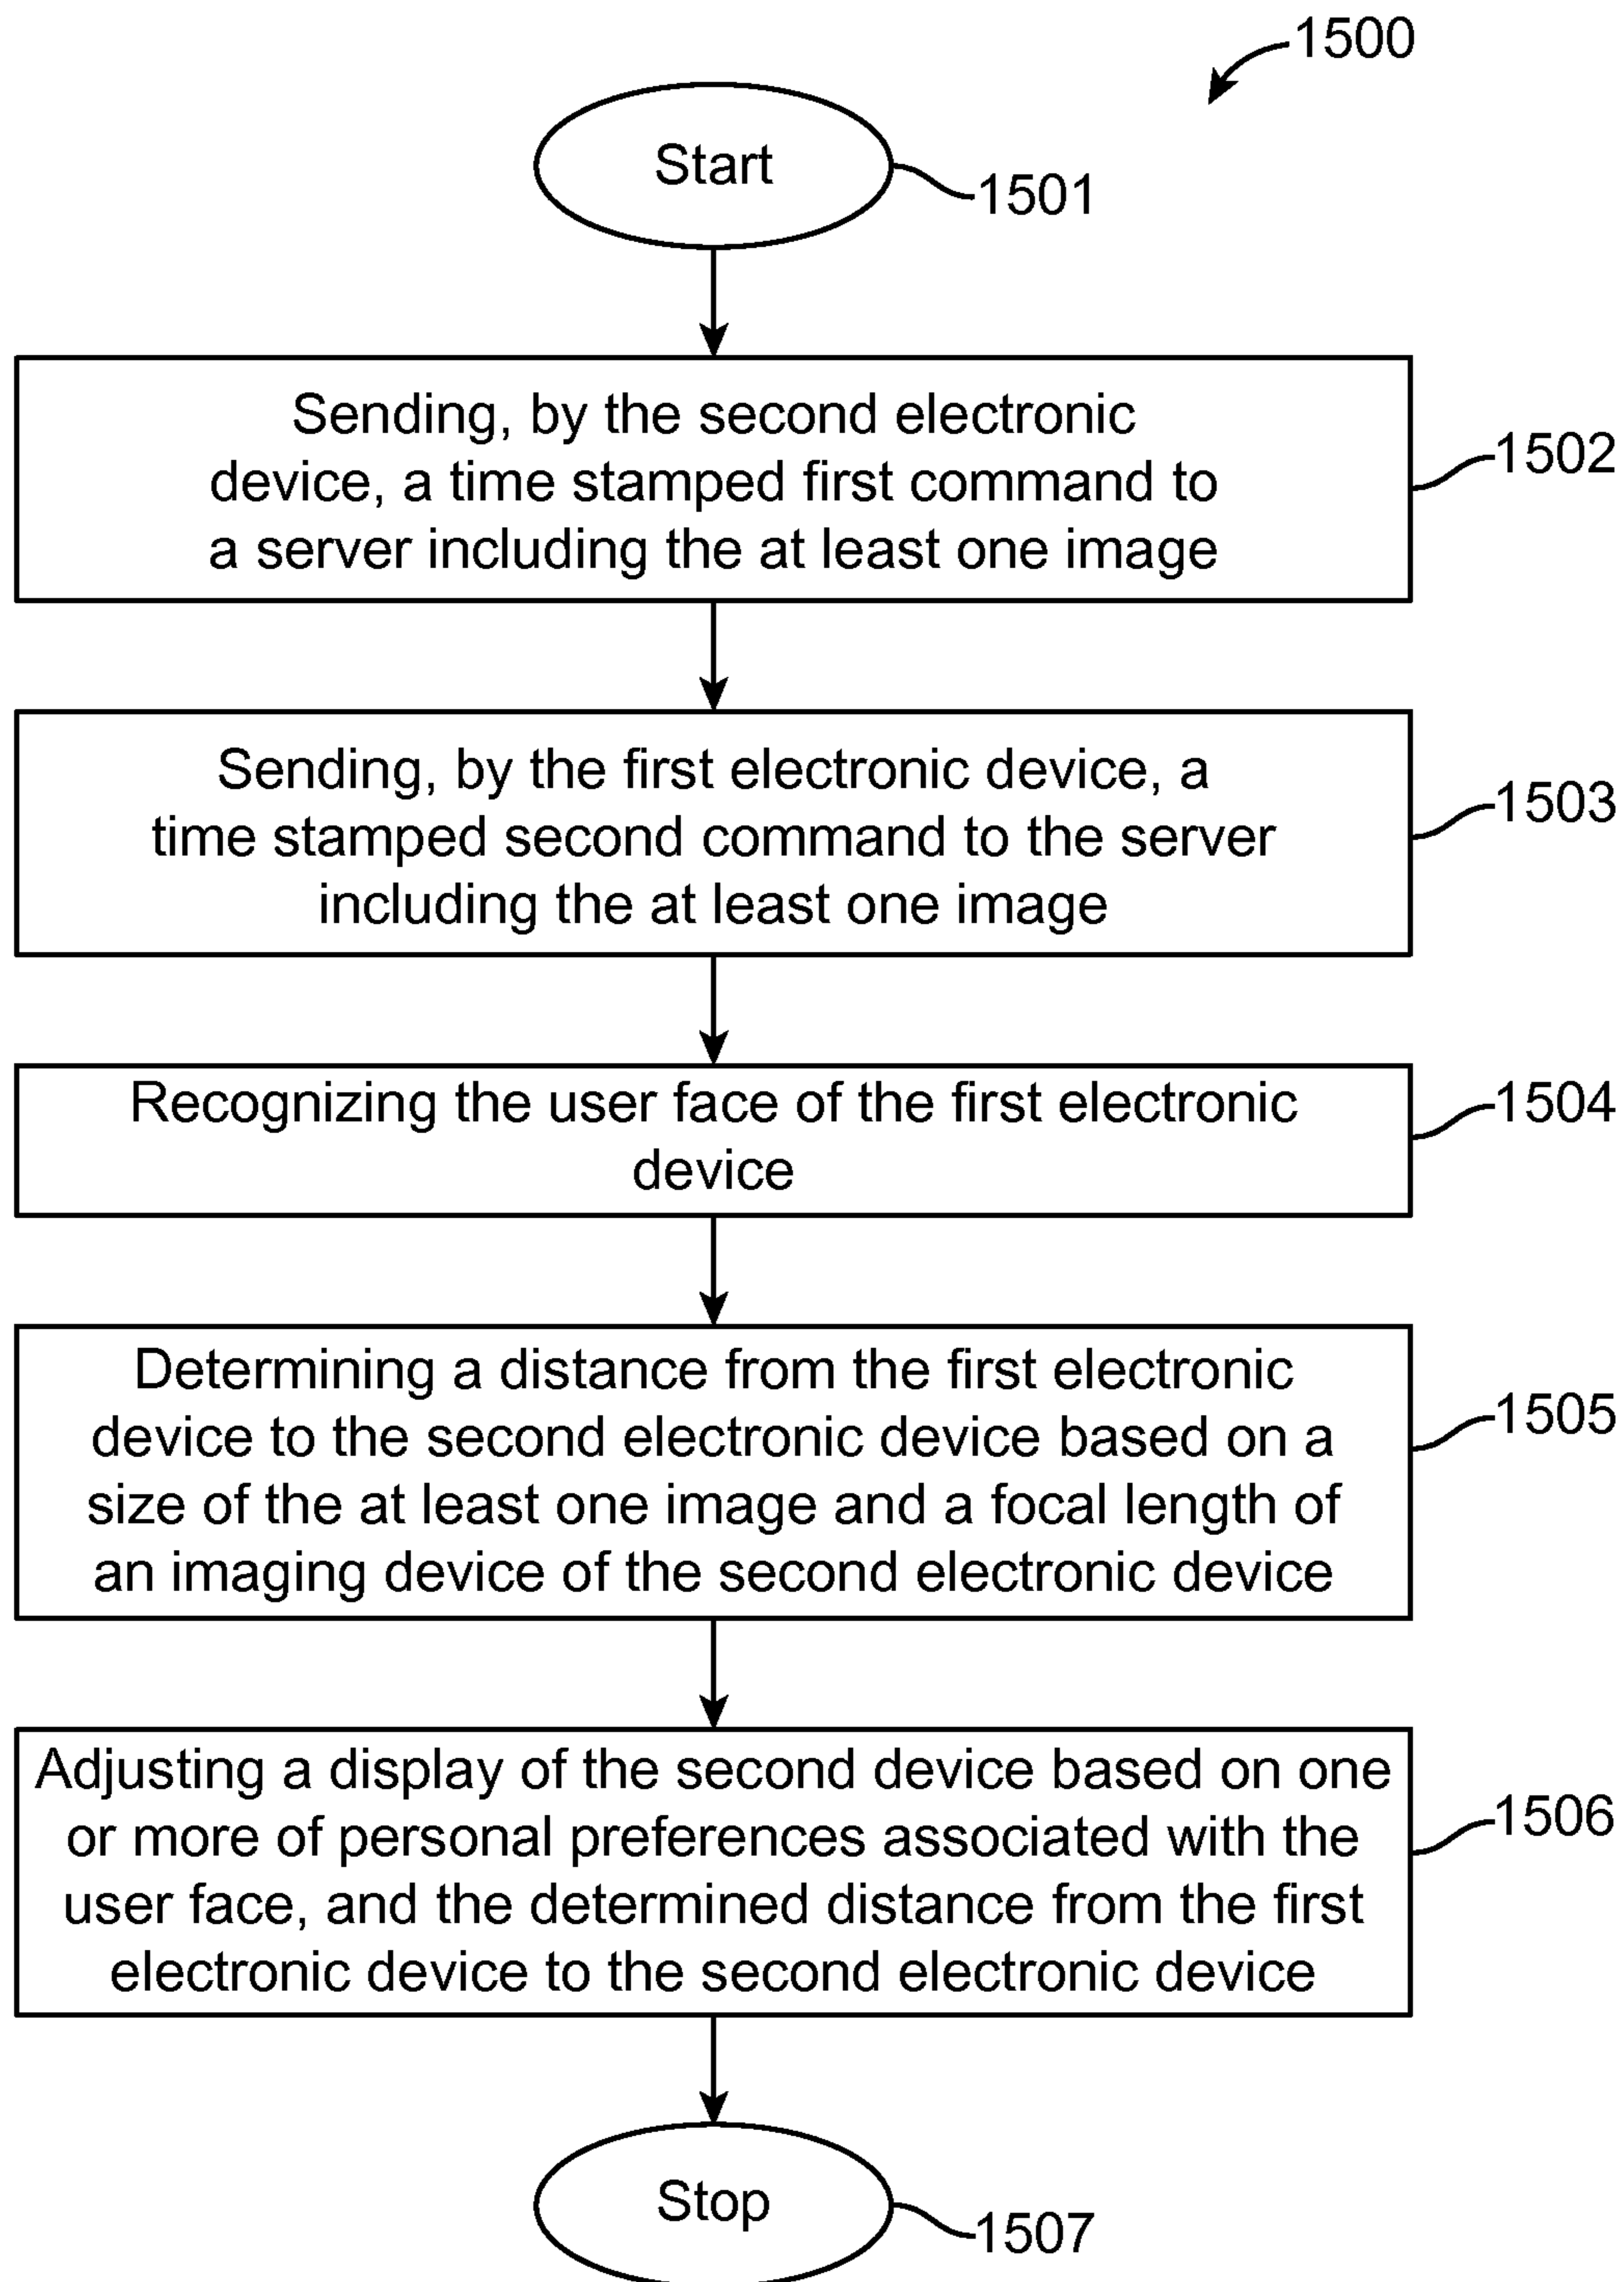 1500
Start
1501
Sending, by the second electronic
device, a time stamped first command to
a server including the at least one image
1502
Sending, by the first electronic device, a
time stamped second command to the server
including the at least one image
1503
Recognizing the user face of the first electronic
device
1504
Determining a distance from the first electronic
device to the second electronic device based on a
size of the at least one image and a focal length of
an imaging device of the second electronic device
1505
Adjusting a display of the second device based on one
or more of personal preferences associated with the
user face, and the determined distance from the first
electronic device to the second electronic device
1506
Stop
1507